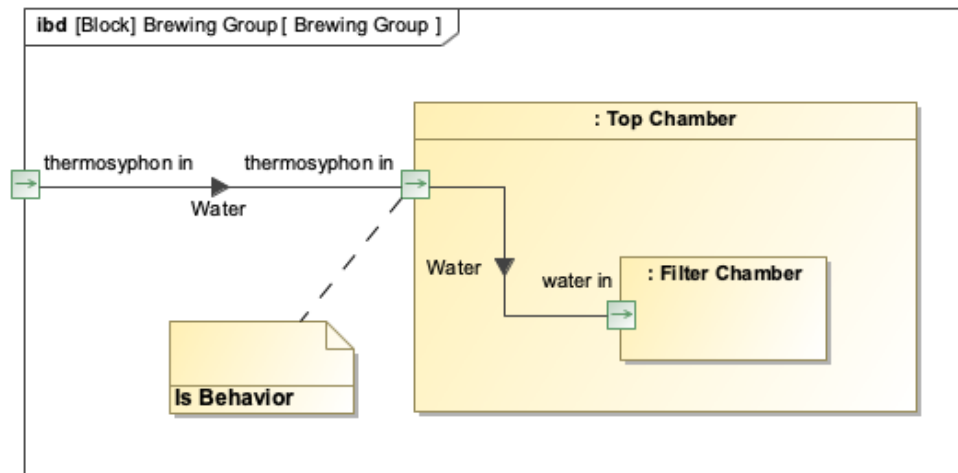 ibd [Block] Brewing Group[ Brewing Group ]
: Top Chamber
thermosyphon in
thermosyphon in
Water
Water
water in
: Filter Chamber
Is Behavior